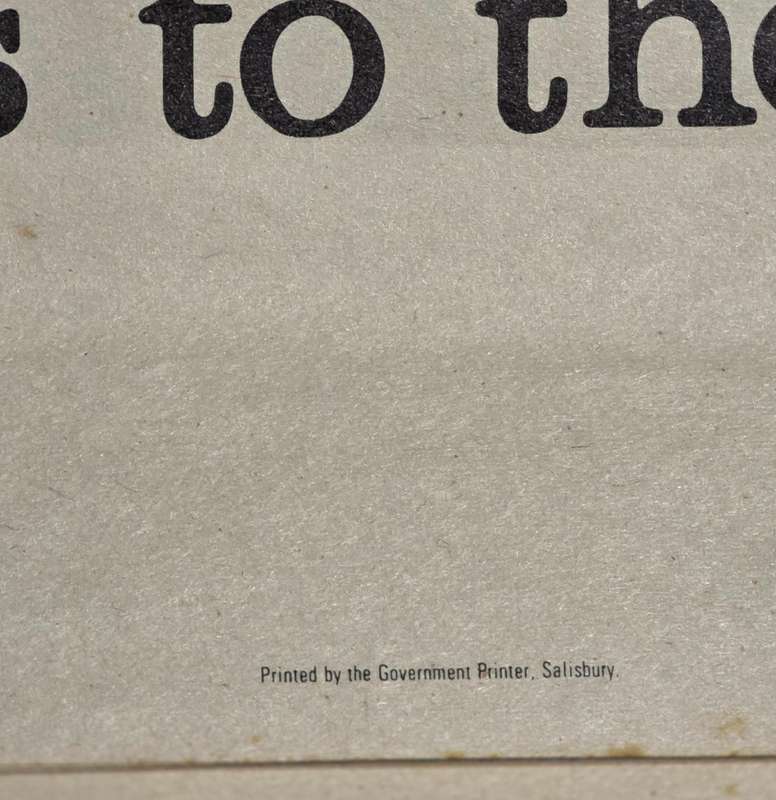 s to the
Printed by the Government Printer, Salisbury.